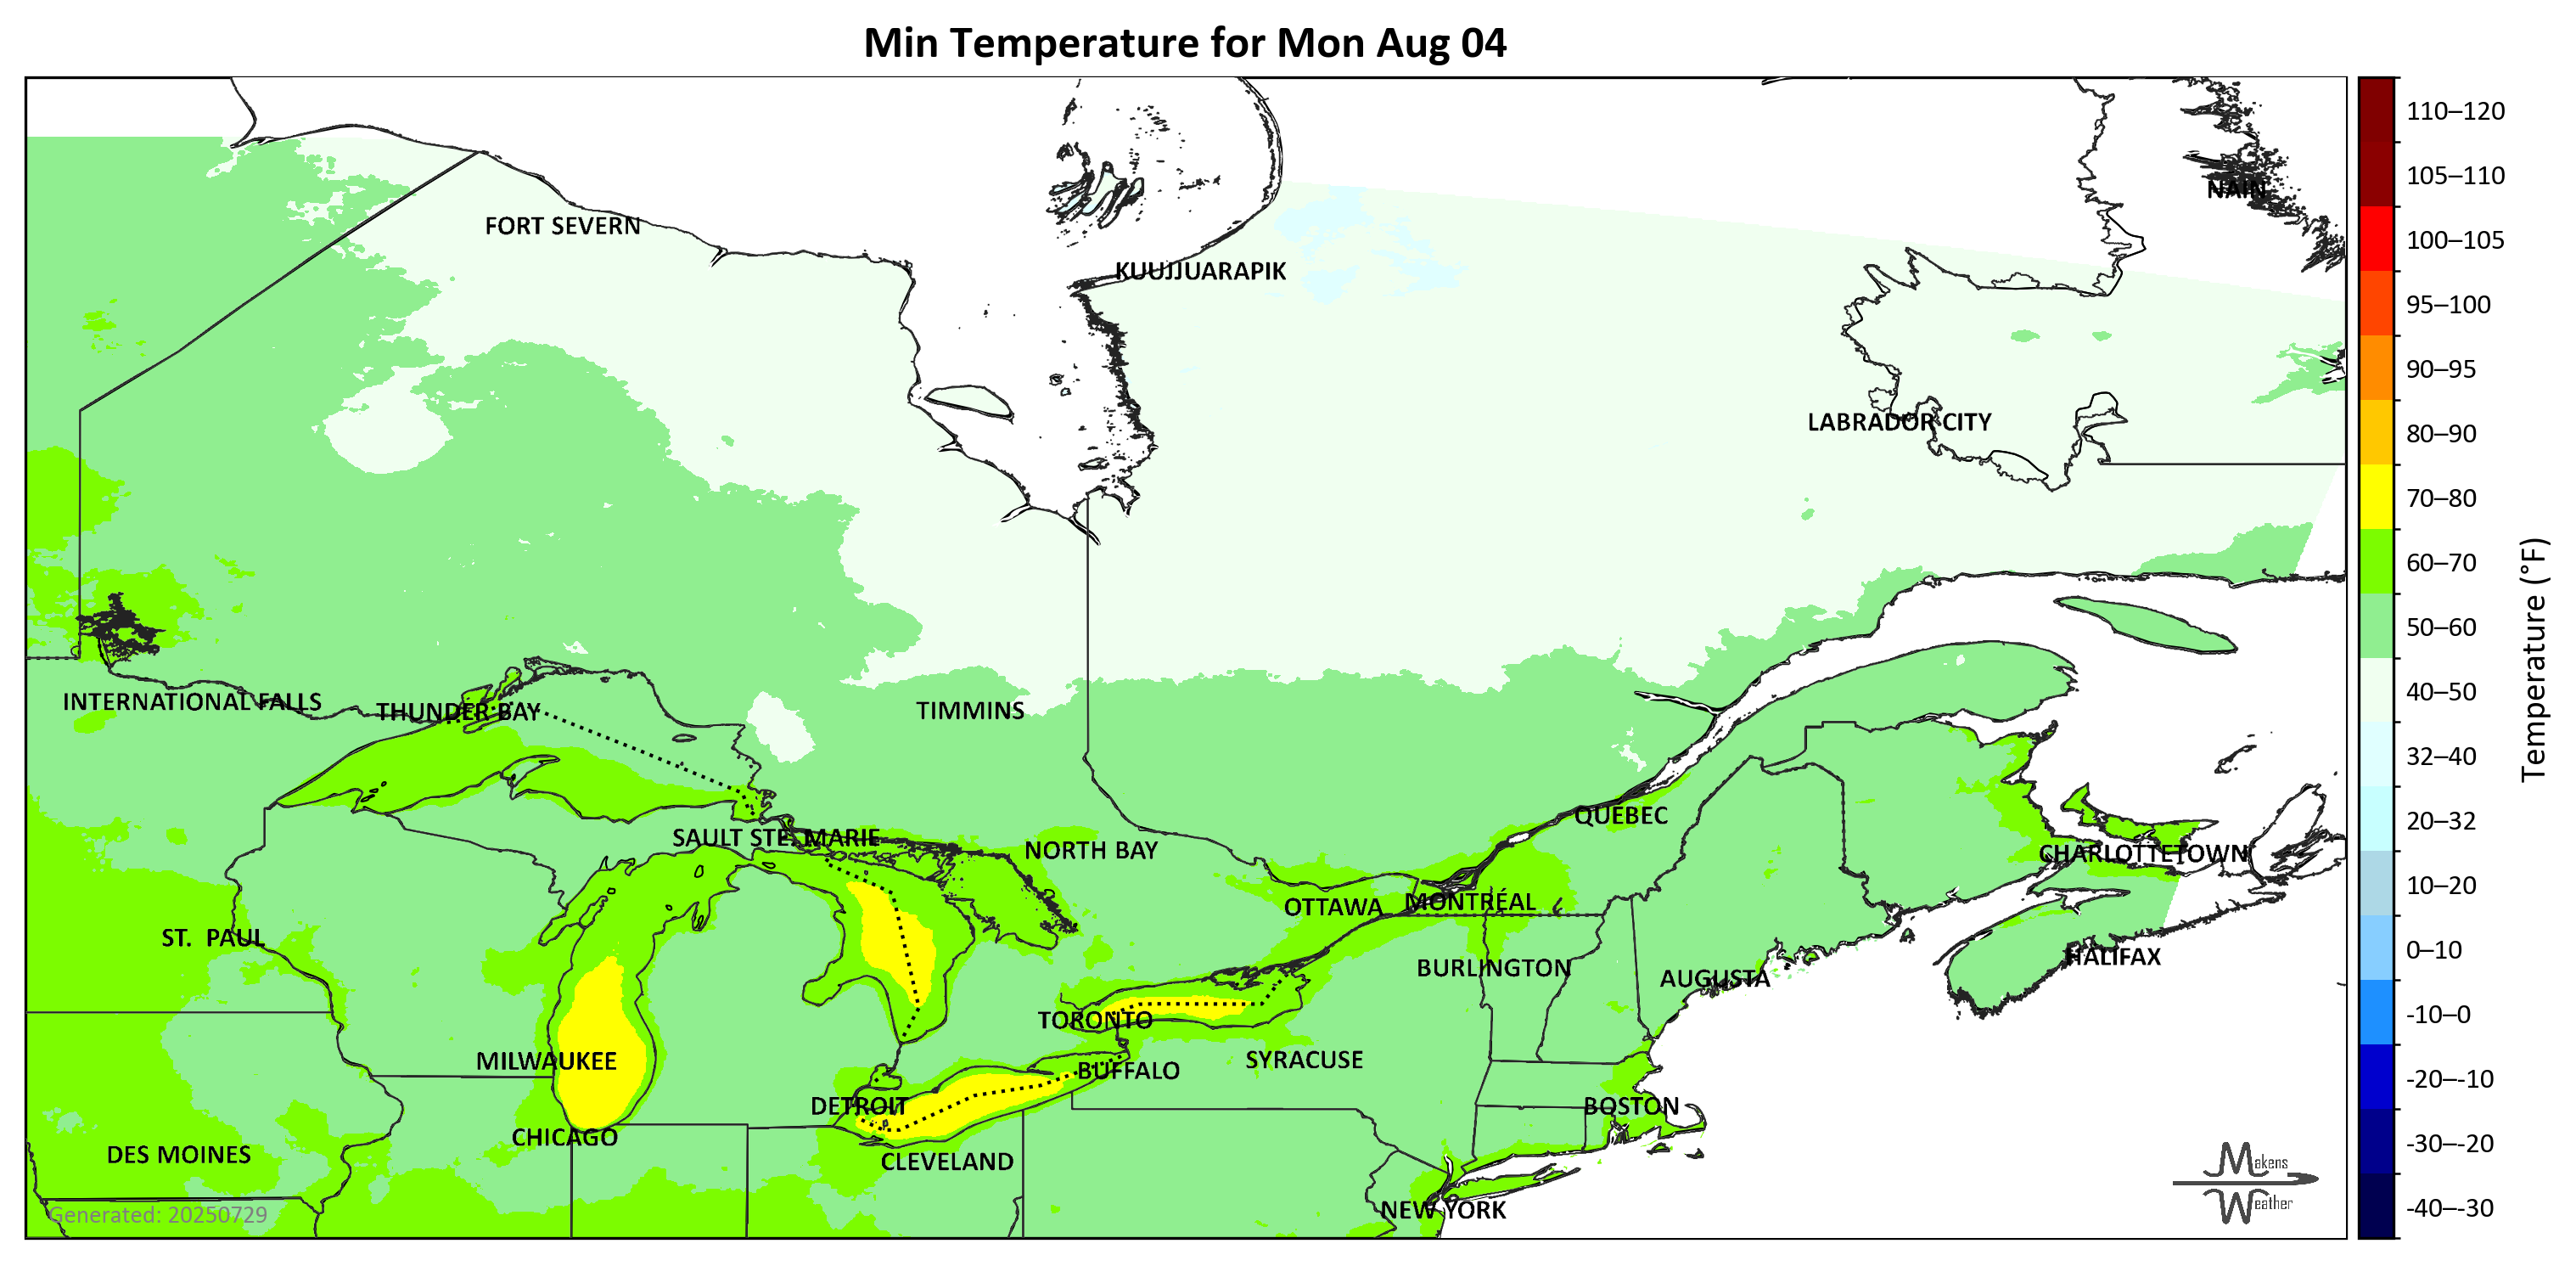 Min Temperature for Mon Aug 04
NAIN
FORT SEVERN
KUUJJUARAPIK
LABRADOR CITY
INTERNATIONAL FALLS
THUNDER BAY
TIMMINS
QUEBEC
SAULT STE. MARIE
NORTH BAY
CHARLOTTETOWN
OTTAWA
MONTRÉAL
ST. PAUL
HALIFAX
BURLINGTON
AUGUSTA
TORONTO
MILWAUKEE
SYRACUSE
BUFFALO
DETROIT
BOSTON
CHICAGO
DES MOINES
CLEVELAND
NEW YORK
Generated: 20250729
Makens
Weather
110–120
105–110
100–105
95–100
90–95
80–90
70–80
60–70
50–60
40–50
32–40
20–32
10–20
0–10
-10–0
-20–-10
-30–-20
-40–-30
Temperature (°F)